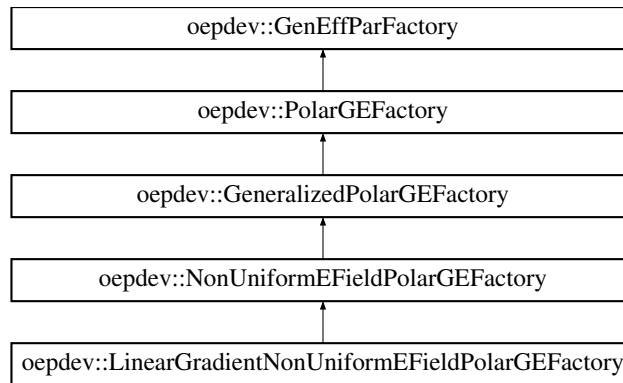 oepdev::GenEffParFactory
oepdev::PolarGEFactory
oepdev::GeneralizedPolarGEFactory
oepdev::NonUniformEFieldPolarGEFactory
oepdev::LinearGradientNonUniformEFieldPolarGEFactory